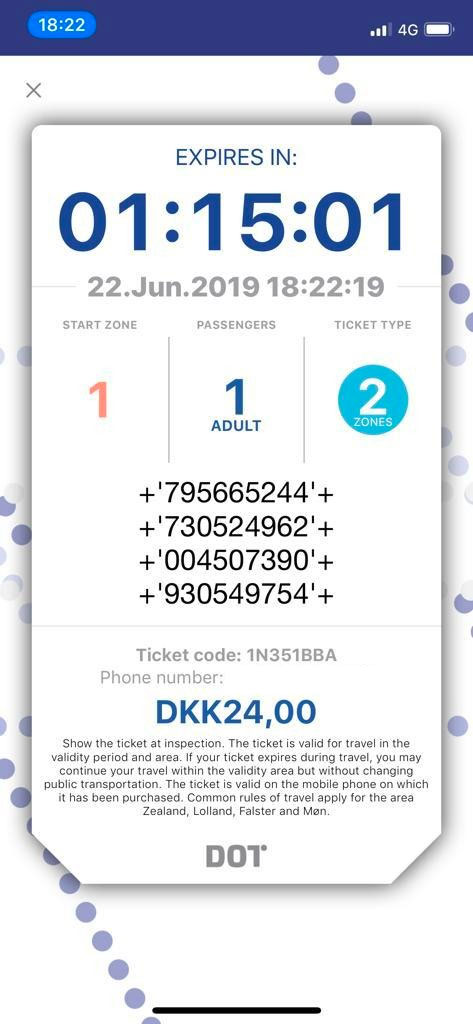 18:22
4G
EXPIRES IN:
01:15:01
22.Jun.2019 18:22:19
START ZONE PASSENGERS TICKET TYPE
1 1 2
ADULT ZONES
+'795665244'+
+'730524962'+
+'004507390'+
+'930549754'+
Ticket code: 1N351BBA
Phone number:
DKK24,00
Show the ticket at inspection. The ticket is valid for travel in the
validity period and area. If your ticket expires during travel, you may
continue your travel within the validity area but without changing
public transportation. The ticket is valid on the mobile phone on which
it has been purchased. Common rules of travel apply for the area
Zealand, Lolland, Falster and Møn.
DOT